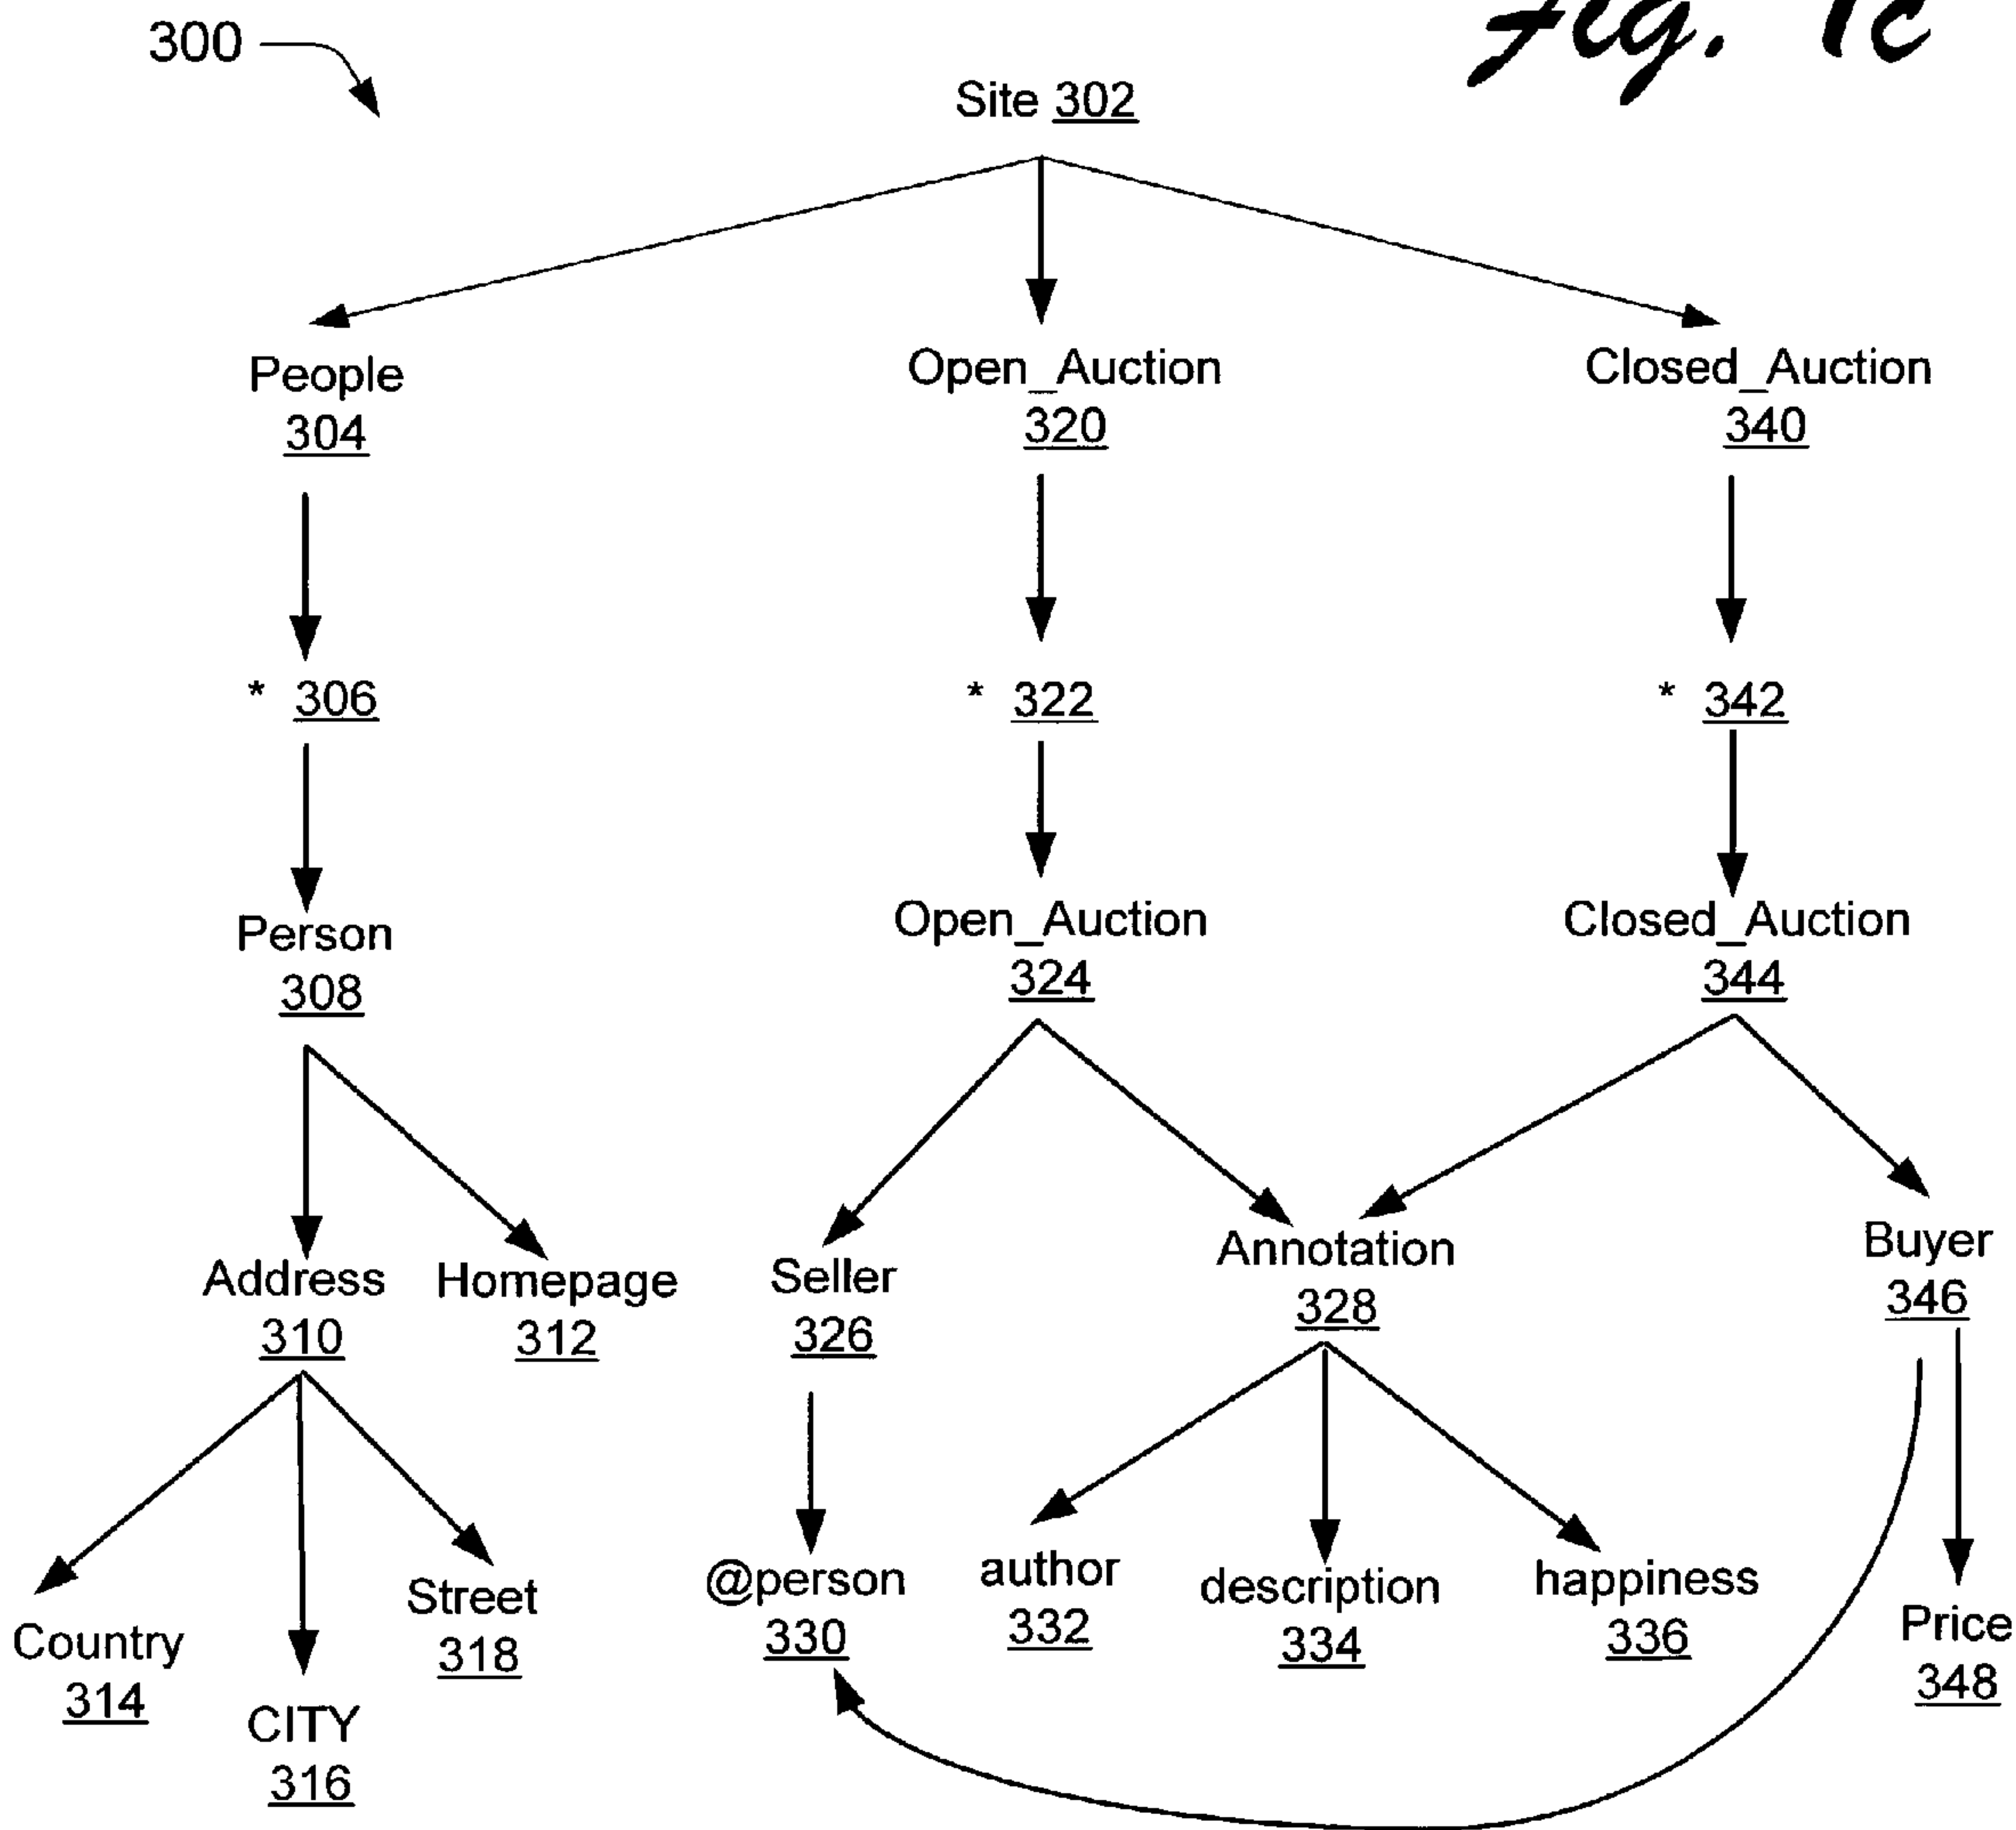 Fig. 1c
300
Site 302
People
304
Open_Auction
320
Closed_Auction
340
* 306
* 322
* 342
Person
308
Open_Auction
324
Closed_Auction
344
Address
310
Homepage
312
Seller
326
Annotation
328
Buyer
346
Country
314
CITY
316
Street
318
@person
330
author
332
description
334
happiness
336
Price
348